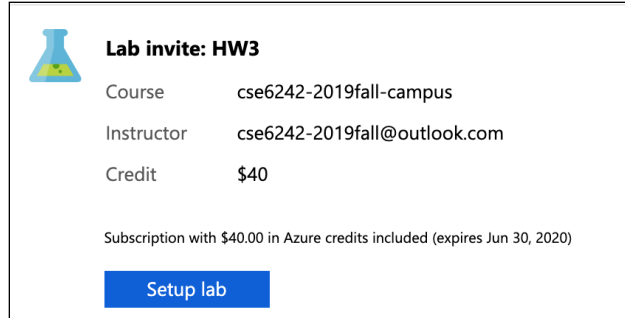 Lab invite: HW3
Course cse6242-2019fall-campus
Instructor cse6242-2019fall@outlook.com
Credit $40
Subscription with $40.00 in Azure credits included (expires Jun 30, 2020)
Setup lab